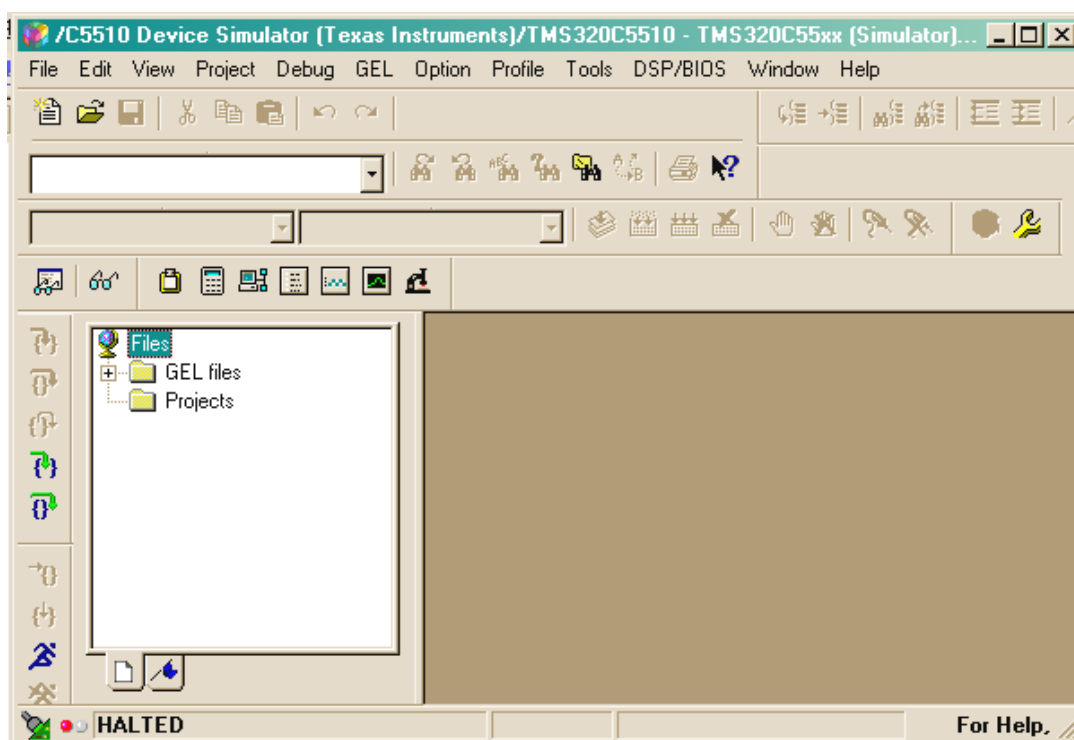 /C5510 Device Simulator (Texas Instruments)/TMS320C5510 - TMS320C55xx (Simulator)...
File Edit View Project Debug GEL Option Profile Tools DSP/BIOS Window Help
Files
GEL files
Projects
HALTED For Help,